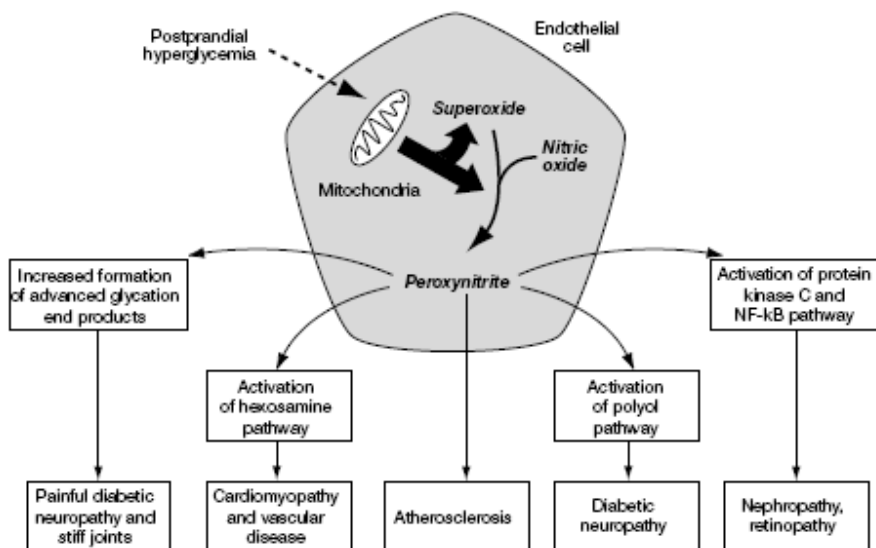 Postprandial
hyperglycemia
Endothelial
cell
Superoxide
Nitric
oxide
Mitochondria
Peroxynitrite
Increased formation
of advanced glycation
end products
Activation of protein
kinase C and
NF-kB pathway
Activation
of hexosamine
pathway
Activation
of polyol
pathway
Painful diabetic
neuropathy and
stiff joints
Cardiomyopathy
and vascular
disease
Atherosclerosis
Diabetic
neuropathy
Nephropathy,
retinopathy